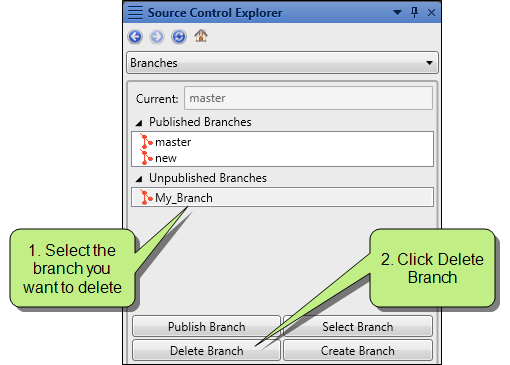 Source Control Explorer
Branches
Current: master
Published Branches
master
new
Unpublished Branches
My_Branch
1. Select the
branch you
want to delete
2. Click Delete
Branch
Publish Branch Select Branch
Delete Branch Create Branch